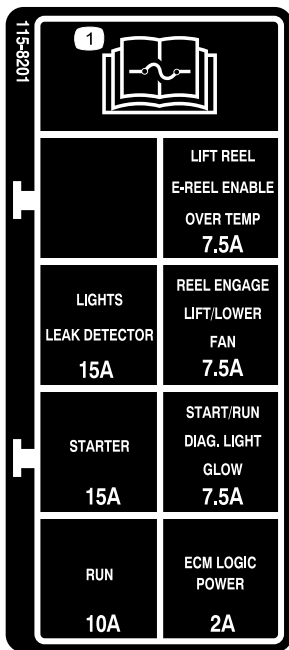 115-8201
1
LIFT REEL
E-REEL ENABLE
OVER TEMP
7.5A
LIGHTS
LEAK DETECTOR
15A
REEL ENGAGE
LIFT/LOWER
FAN
7.5A
STARTER
15A
START/RUN
DIAG. LIGHT
GLOW
7.5A
RUN
10A
ECM LOGIC
POWER
2A